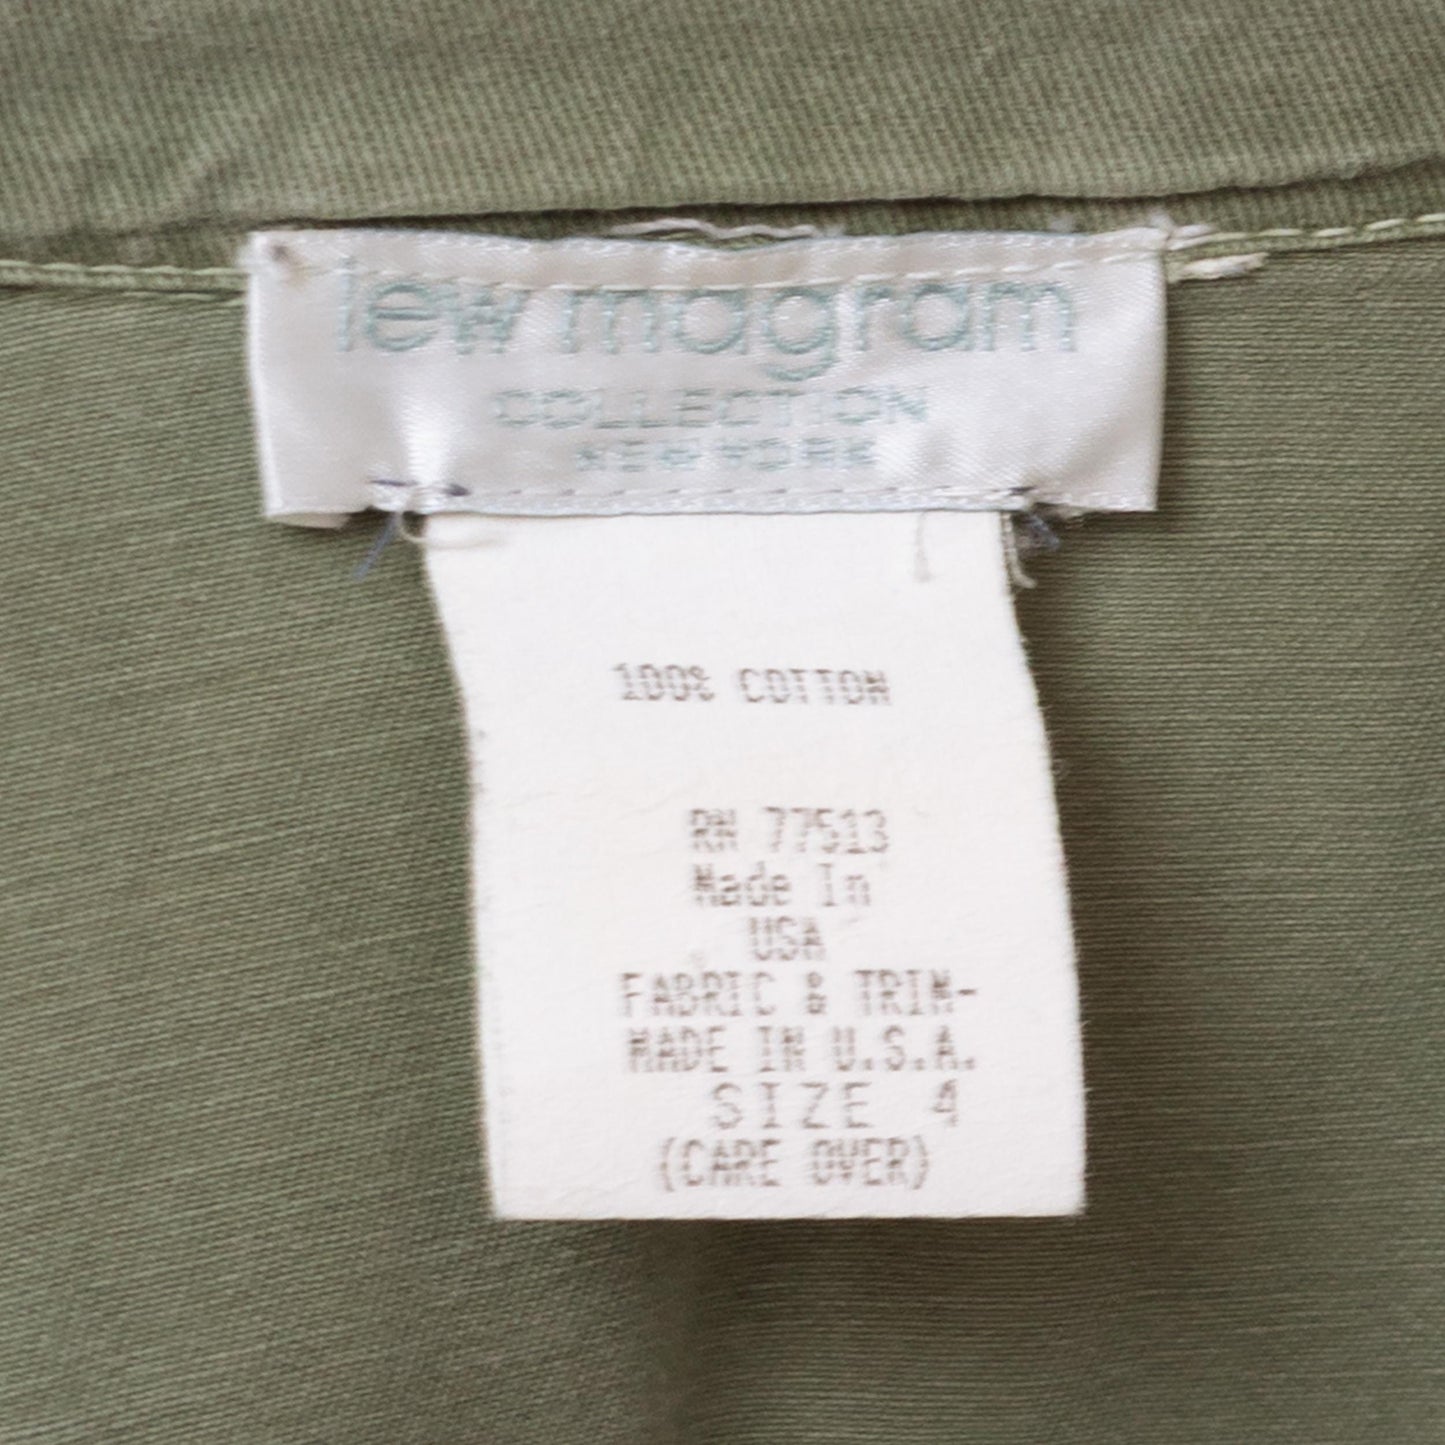 lew magram
COLLECTION
NEW YORK
100% COTTON
RN 77513
Made In
USA
FABRIC & TRIM-
MADE IN U.S.A.
SIZE 4
(CARE OVER)